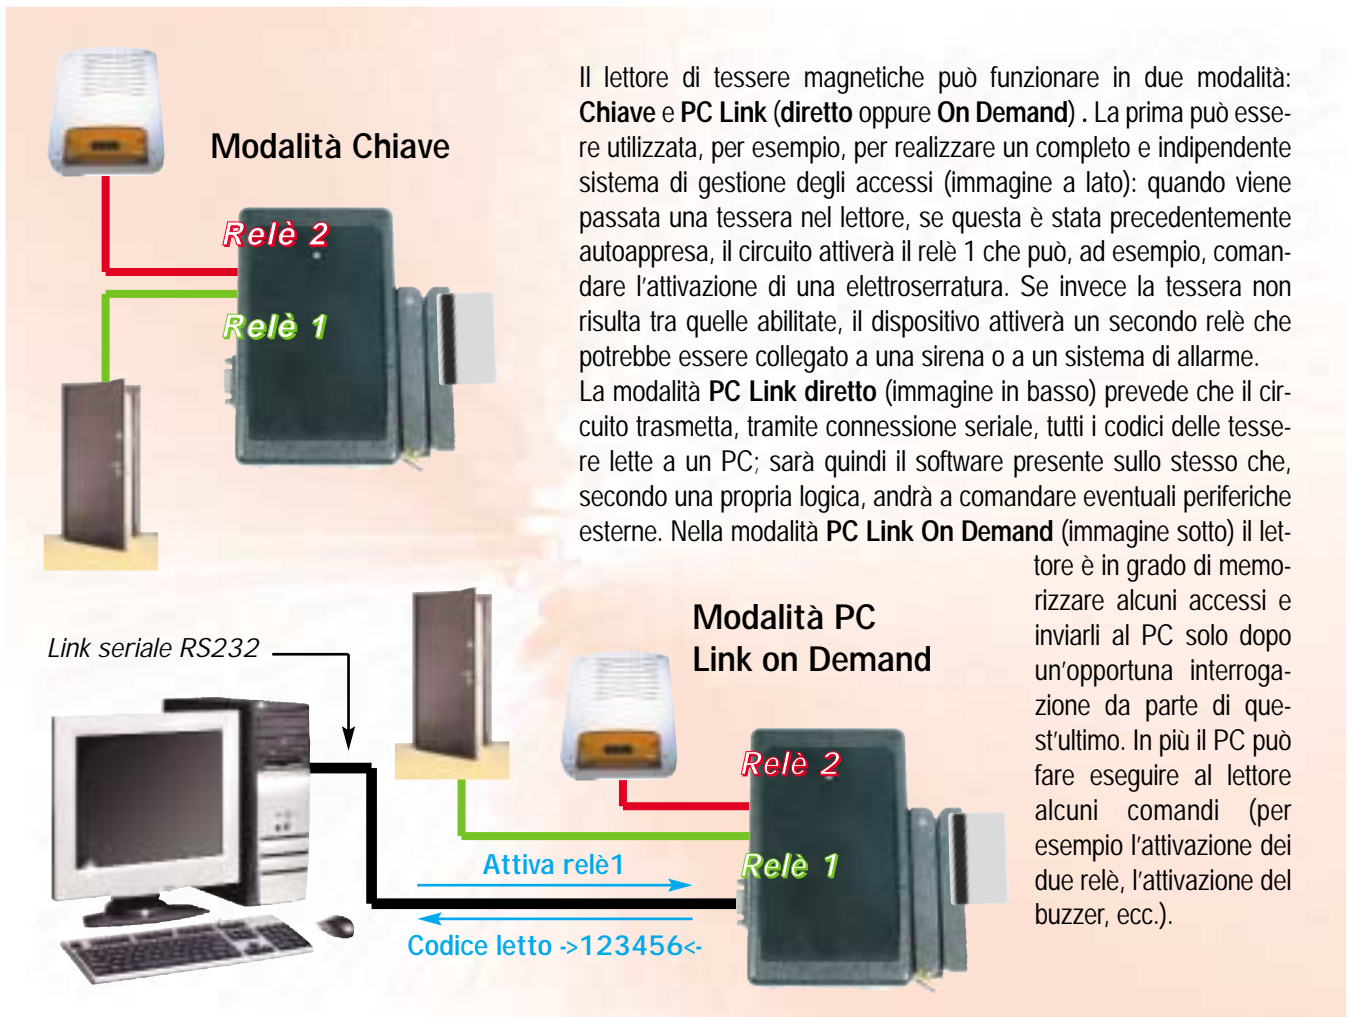 Modalità Chiave
Relè 2
Relè 1
Il lettore di tessere magnetiche può funzionare in due modalità:
Chiave e PC Link (diretto oppure On Demand) . La prima può esse-
re utilizzata, per esempio, per realizzare un completo e indipendente
sistema di gestione degli accessi (immagine a lato): quando viene
passata una tessera nel lettore, se questa è stata precedentemente
autoappresa, il circuito attiverà il relè 1 che può, ad esempio, coman-
dare l'attivazione di una elettroserratura. Se invece la tessera non
risulta tra quelle abilitate, il dispositivo attiverà un secondo relè che
potrebbe essere collegato a una sirena o a un sistema di allarme.
La modalità PC Link diretto (immagine in basso) prevede che il cir-
cuito trasmetta, tramite connessione seriale, tutti i codici delle tesse-
re lette a un PC; sarà quindi il software presente sullo stesso che,
secondo una propria logica, andrà a comandare eventuali periferiche
esterne. Nella modalità PC Link On Demand (immagine sotto) il let-
tore è in grado di memo-
rizzare alcuni accessi e
inviarli al PC solo dopo
un'opportuna interroga-
zione da parte di que-
st'ultimo. In più il PC può
fare eseguire al lettore
alcuni comandi (per
esempio l'attivazione dei
due relè, l'attivazione del
buzzer, ecc.).
Modalità PC
Link on Demand
Link seriale RS232
Relè 2
Relè 1
Attiva relè1
Codice letto ->123456<-